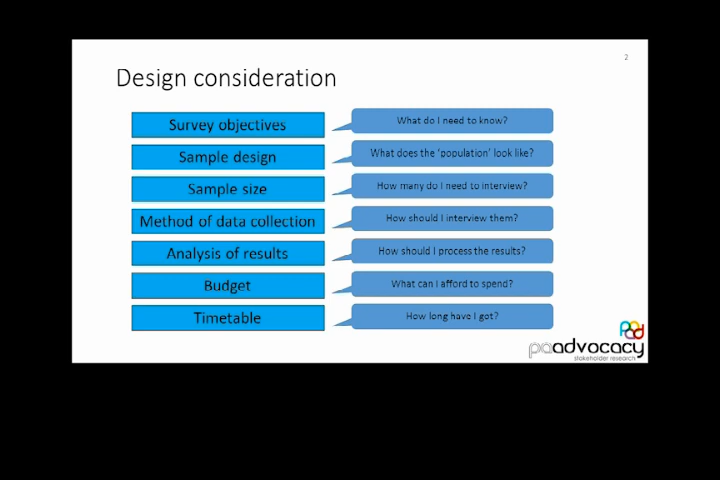 2
Design consideration
Survey objectives
What do I need to know?
Sample design
What does the ‘population’ look like?
Sample size
How many do I need to interview?
Method of data collection
How should I interview them?
Analysis of results
How should I process the results?
Budget
What can I afford to spend?
Timetable
How long have I got?
pad
paadvocacy
stakeholder research